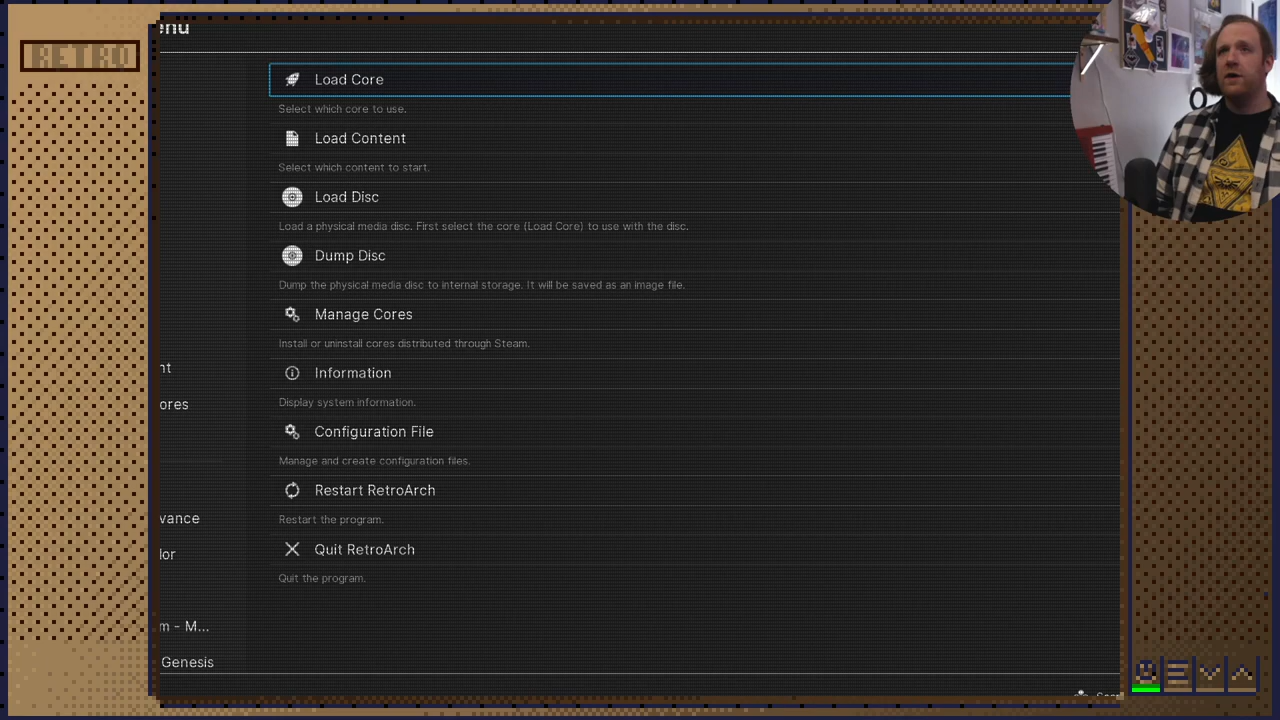 enu
RETRO
Load Core
Select which core to use.
Load Content
Select which content to start.
Load Disc
Load a physical media disc. First select the core (Load Core) to use with the disc.
Dump Disc
Dump the physical media disc to internal storage. It will be saved as an image file.
Manage Cores
Install or uninstall cores distributed through Steam.
nt
Information
Display system information.
ores
Configuration File
Manage and create configuration files.
Restart RetroArch
Restart the program.
vance
lor
Quit RetroArch
Quit the program.
m - M...
Genesis